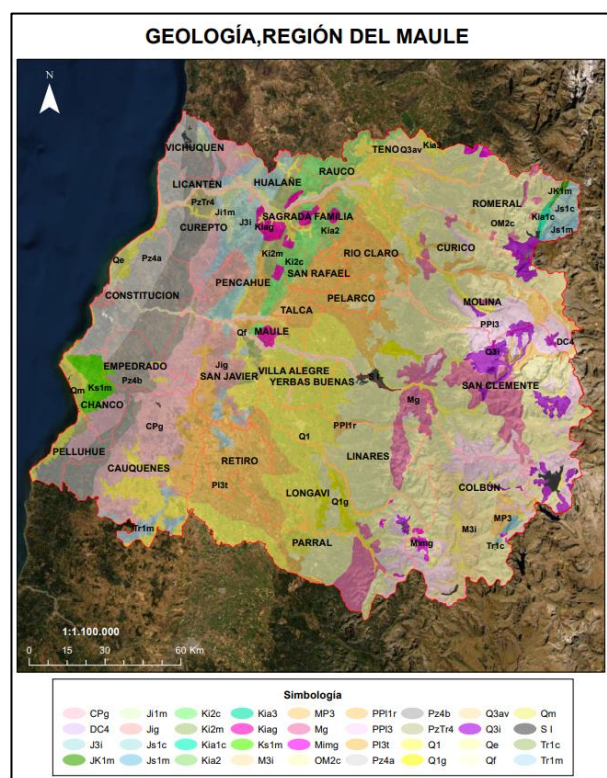 GEOLOGÍA,REGIÓN DEL MAULE
N
VICHUQUEN
TENO Q3av Kia3
RAUCO
LICANTEN
HUALAÑE
JK1m
PzTr4
ROMERAL
Js1c
Ji1m
SAGRADA FAMILIA
Kia1c
CUREPTO
J3i
Kiag
Kia2
OM2c
Js1m
Ki2m
RIO CLARO
CURICO
Qe
Pz4a
Ki2c
PENCAHUE
SAN RAFAEL
CONSTITUCION
PELARCO
MOLINA
TALCA
PPl3
Qf
MAULE
DC4
Q3i
EMPEDRADO
Jig
VILLA ALEGRE
SAN JAVIER
YERBAS BUENAS
S I
SAN CLEMENTE
Qm
Ks1m
Pz4b
Mg
CHANCO
CPg
PPl1r
Q1
PELLUHUE
RETIRO
LINARES
CAUQUENES
COLBÚN
PI3t
LONGAVI
Q1g
MP3
Tr1m
M3i
PARRAL
Mimg
Tr1c
1:1.100.000
0 15 30 60 Km
Simbología
CPg Ji1m Ki2c Kia3 MP3 PPl1r Pz4b Q3av Qm
DC4 Jig Ki2m Kiag Mg PPl3 PzTr4 Q3i S I
J3i Js1c Kia1c Ks1m Mimg PI3t Q1 Qe Tr1c
JK1m Js1m Kia2 M3i OM2c Pz4a Q1g Qf Tr1m